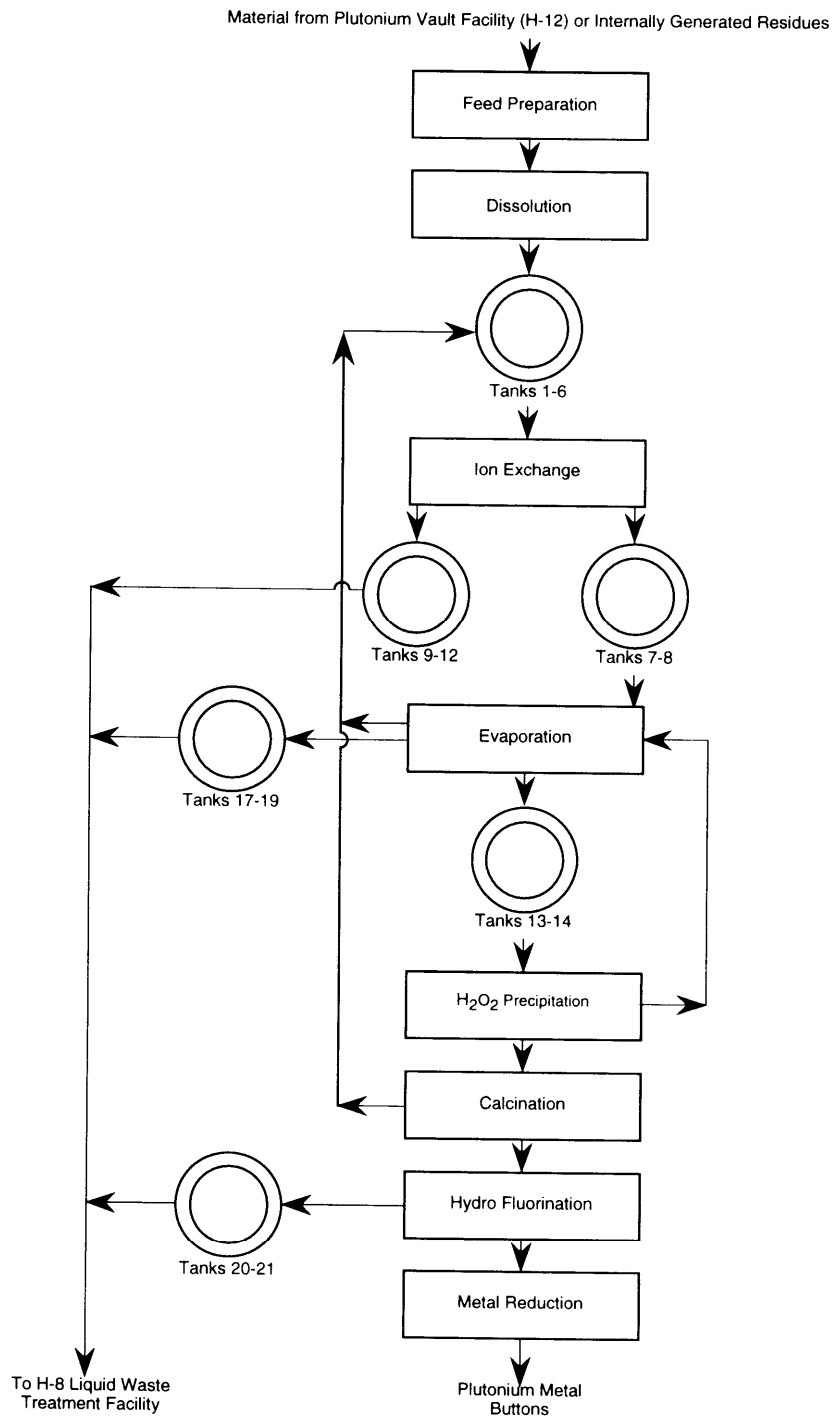 Material from Plutonium Vault Facility (H-12) or Internally Generated Residues
Feed Preparation
Dissolution
Tanks 1-6
Ion Exchange
Tanks 9-12
Tanks 7-8
Evaporation
Tanks 17-19
Tanks 13-14
H₂O₂ Precipitation
Calcination
Hydro Fluorination
Tanks 20-21
Metal Reduction
To H-8 Liquid Waste
Treatment Facility
Plutonium Metal
Buttons